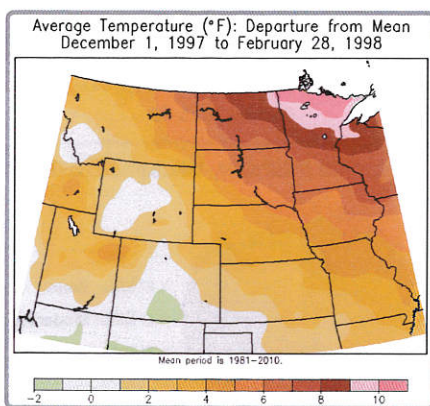 Average Temperature (°F): Departure from Mean
December 1, 1997 to February 28, 1998
Mean period is 1981-2010.
-2 0 2 4 6 8 10